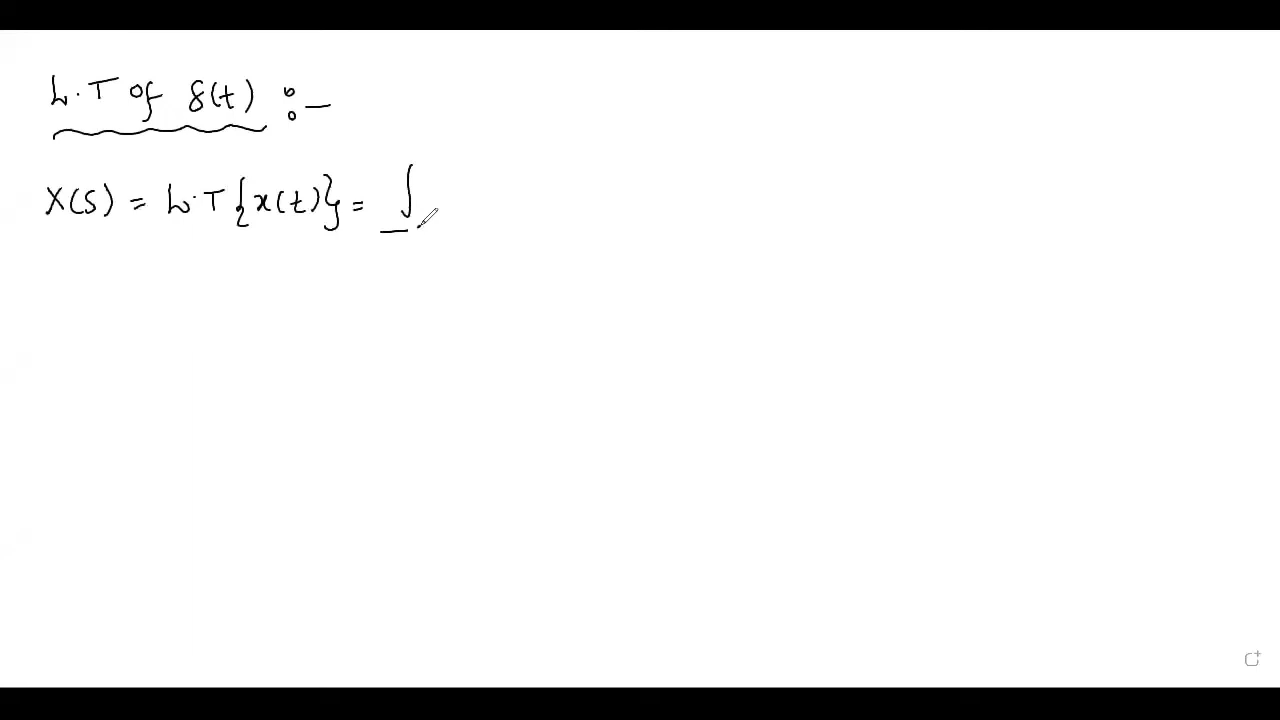 L.T of δ(t) :-
X(S) = L.T{x(t)} = ∫_